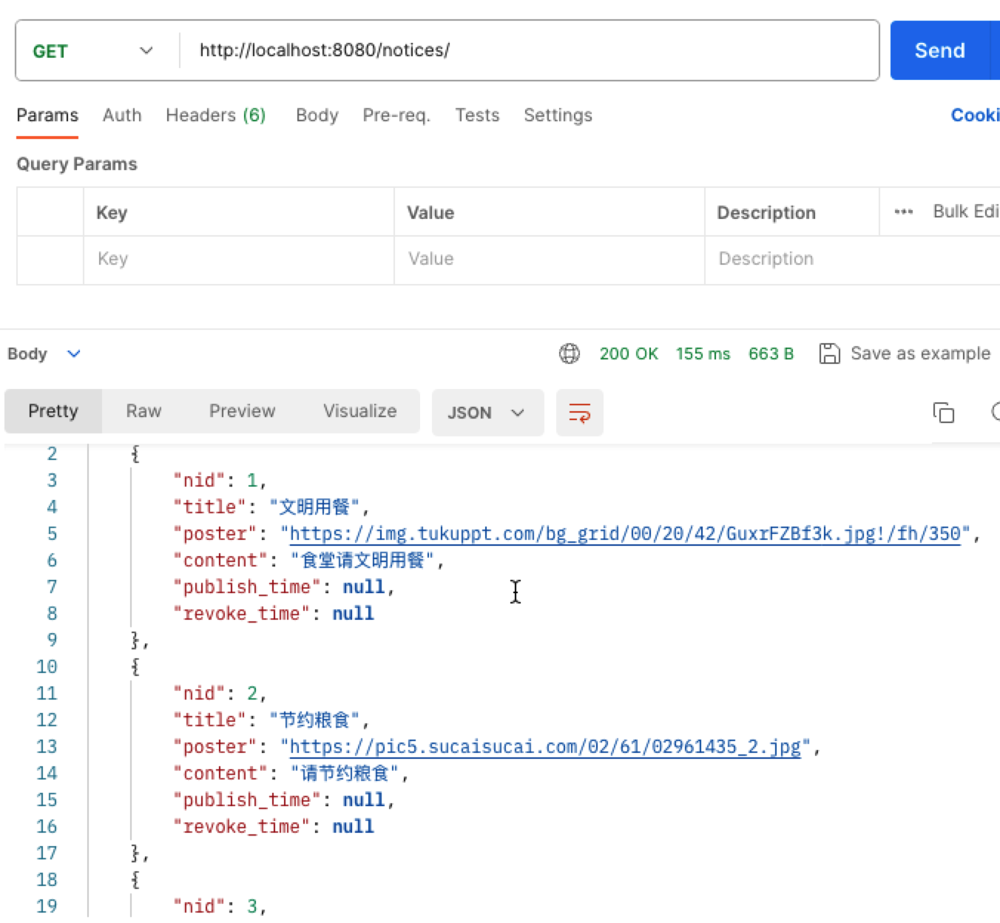 GET http://localhost:8080/notices/ Send
Params Auth Headers (6) Body Pre-req. Tests Settings Cooki
Query Params
Key Value Description ••• Bulk Edi
Key Value Description
Body 200 OK 155 ms 663 B Save as example
Pretty Raw Preview Visualize JSON
2 {
3 "nid": 1,
4 "title": "文明用餐",
5 "poster": "https://img.tukuppt.com/bg_grid/00/20/42/GuxrFZBf3k.jpg!/fh/350",
6 "content": "食堂请文明用餐",
7 "publish_time": null,
8 "revoke_time": null
9 },
10 {
11 "nid": 2,
12 "title": "节约粮食",
13 "poster": "https://pic5.sucaisucai.com/02/61/02961435_2.jpg",
14 "content": "请节约粮食",
15 "publish_time": null,
16 "revoke_time": null
17 },
18 {
19 "nid": 3,